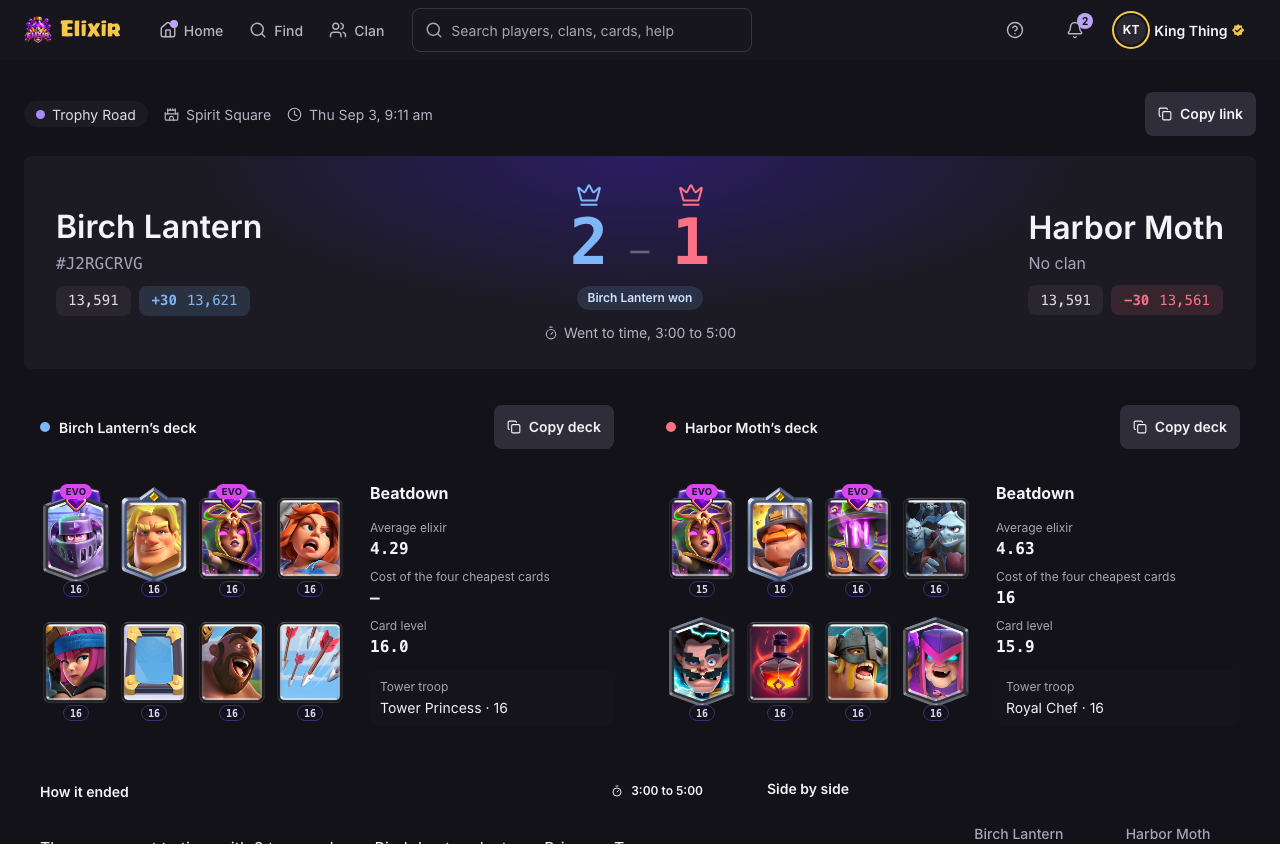 Elixir
Home
Find
Clan
Search players, clans, cards, help
2
KT
King Thing
Trophy Road
Spirit Square
Thu Sep 3, 9:11 am
Copy link
Birch Lantern
#J2RGCRVG
13,591
+30 13,621
2 – 1
Birch Lantern won
Went to time, 3:00 to 5:00
Harbor Moth
No clan
13,591
−30 13,561
Birch Lantern’s deck
Copy deck
EVO
EVO
16 16 16 16
16 16 16 16
Beatdown
Average elixir
4.29
Cost of the four cheapest cards
–
Card level
16.0
Tower troop
Tower Princess · 16
Harbor Moth’s deck
Copy deck
EVO
EVO
15 16 16 16
16 16 16 16
Beatdown
Average elixir
4.63
Cost of the four cheapest cards
16
Card level
15.9
Tower troop
Royal Chef · 16
How it ended
3:00 to 5:00
Side by side
Birch Lantern
Harbor Moth